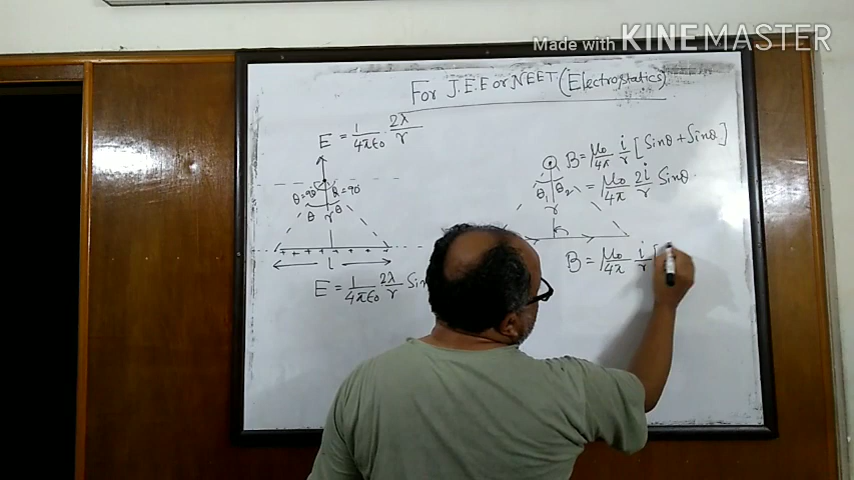 Made with KINEMASTER
For J.E.E or NEET (Electrostatics)
E = 1/4πε₀ 2λ/r
θ=90° θ=90°
θ r θ
+ + + + + + + +
l
E = 1/4πε₀ 2λ/r Sin
B = μ₀/4π i/r [Sinθ + Sinθ]
= μ₀/4π 2i/r Sinθ
θ₁ θ₂
r
B = μ₀/4π i/r [